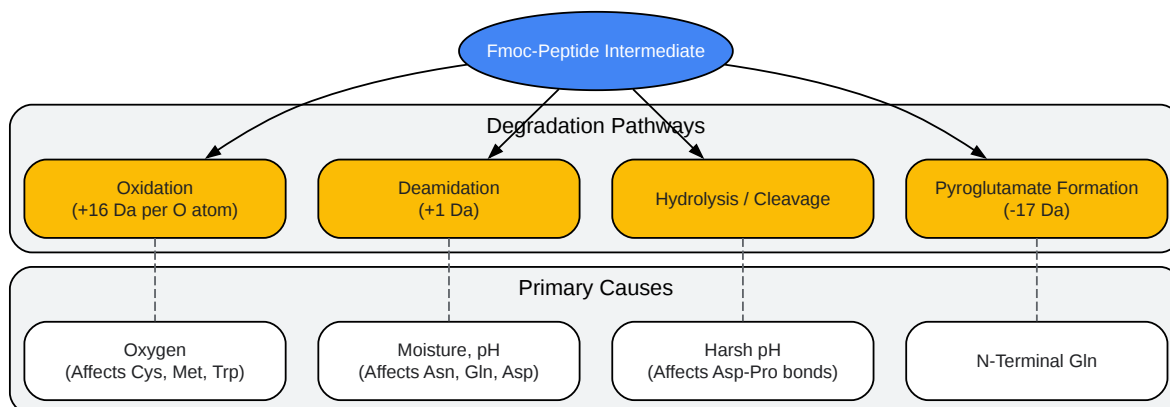 Fmoc-Peptide Intermediate
Degradation Pathways
Oxidation
(+16 Da per O atom)
Deamidation
(+1 Da)
Hydrolysis / Cleavage
Pyroglutamate Formation
(-17 Da)
Primary Causes
Oxygen
(Affects Cys, Met, Trp)
Moisture, pH
(Affects Asn, Gln, Asp)
Harsh pH
(Affects Asp-Pro bonds)
N-Terminal Gln